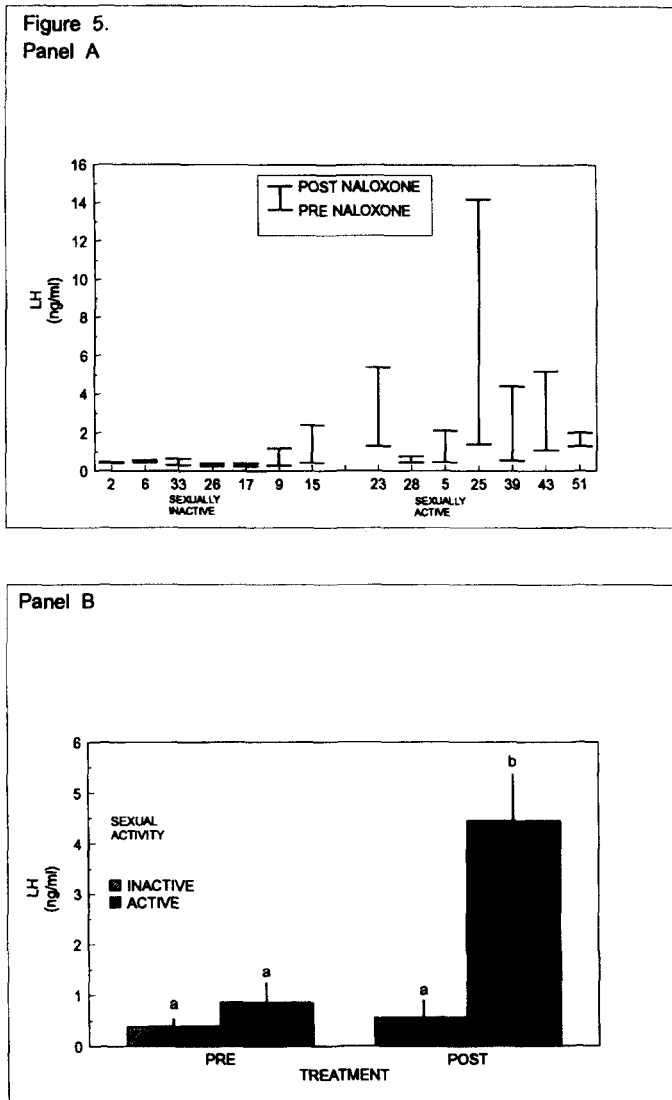 Figure 5.
Panel A
16
14
12
10
8
6
4
2
0
LH
(ng/ml)
POST NALOXONE
PRE NALOXONE
2 6 33 26 17 9 15 23 28 5 25 39 43 51
SEXUALLY
INACTIVE
SEXUALLY
ACTIVE
Panel B
6
5
4
3
2
1
0
LH
(ng/ml)
SEXUAL
ACTIVITY
INACTIVE
ACTIVE
a
a
a
b
PRE
POST
TREATMENT